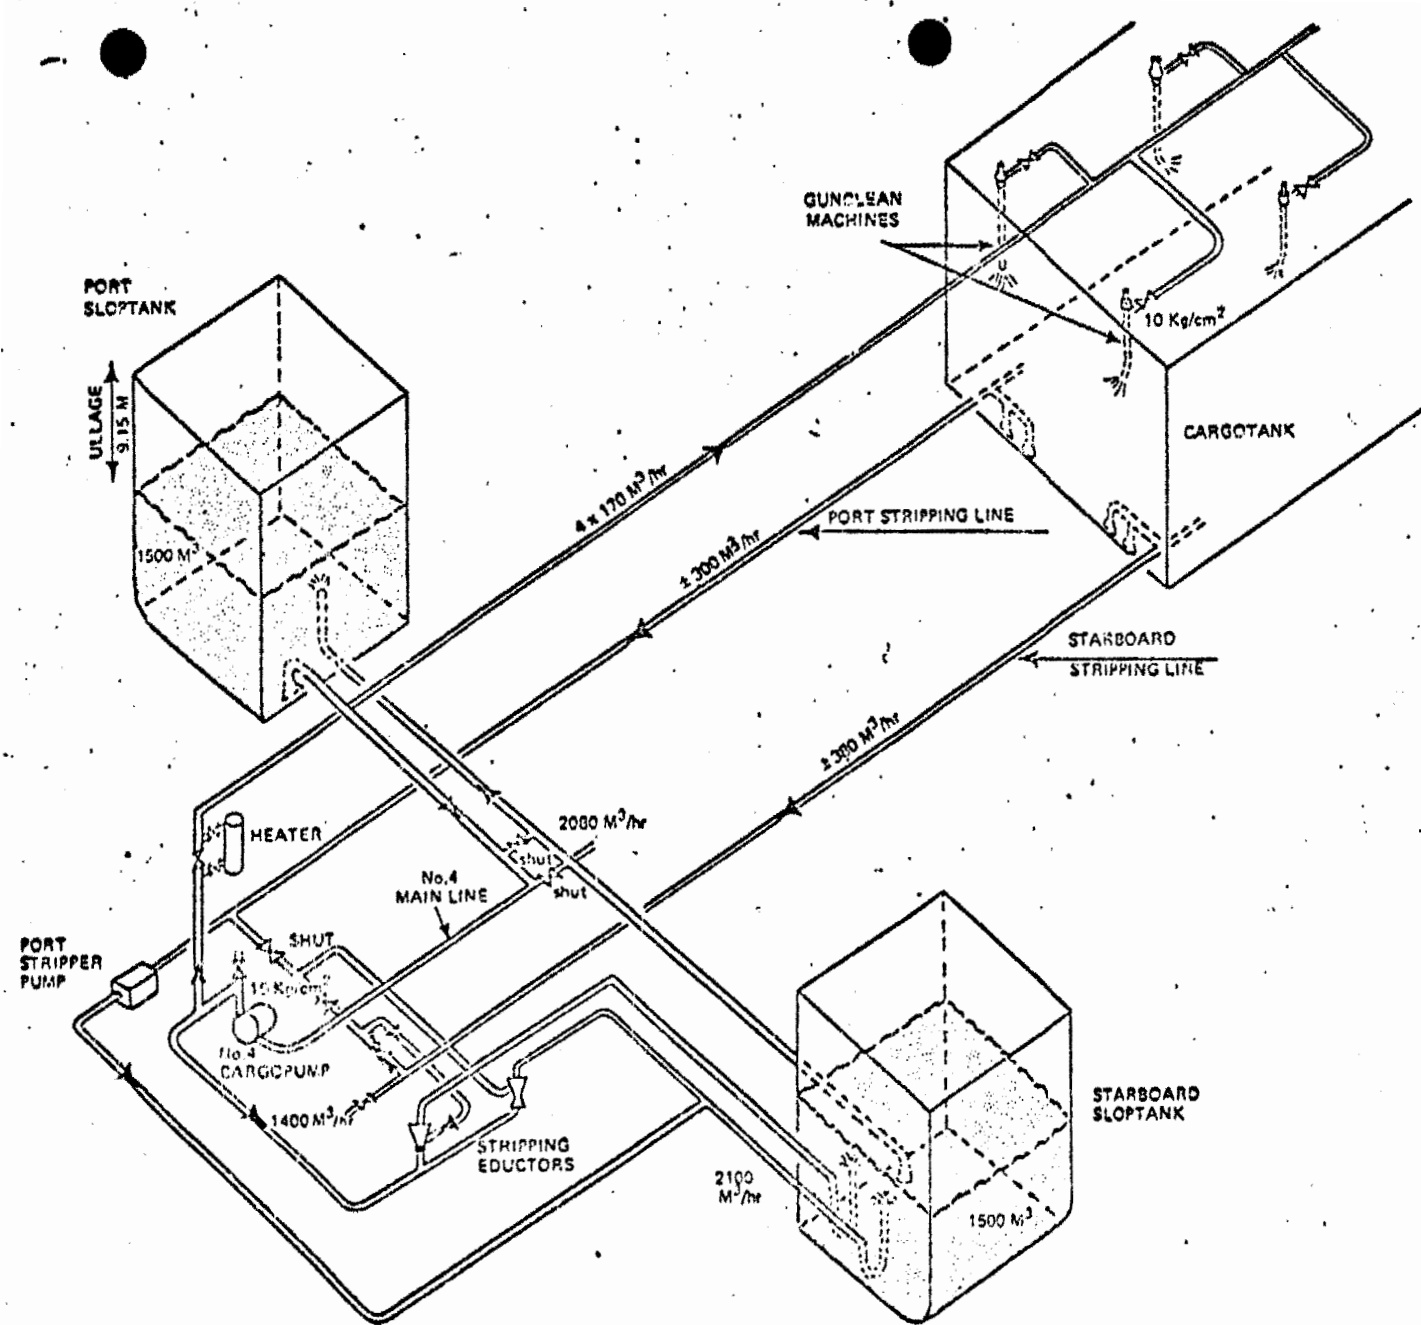 GUNCLEAN
MACHINES
10 Kg/cm²
CARGOTANK
PORT
SLOPTANK
ULLAGE
9.15 M
1500 M³
4 x 170 M³/hr
PORT STRIPPING LINE
± 300 M³/hr
STARBOARD
STRIPPING LINE
± 380 M³/hr
HEATER
2080 M³/hr
shut
shut
No.4
MAIN LINE
PORT
STRIPPER
PUMP
SHUT
15 Kg/cm²
No.4
CARGOPUMP
1400 M³/hr
STRIPPING
EDUCTORS
2100
M³/hr
STARBOARD
SLOPTANK
1500 M³